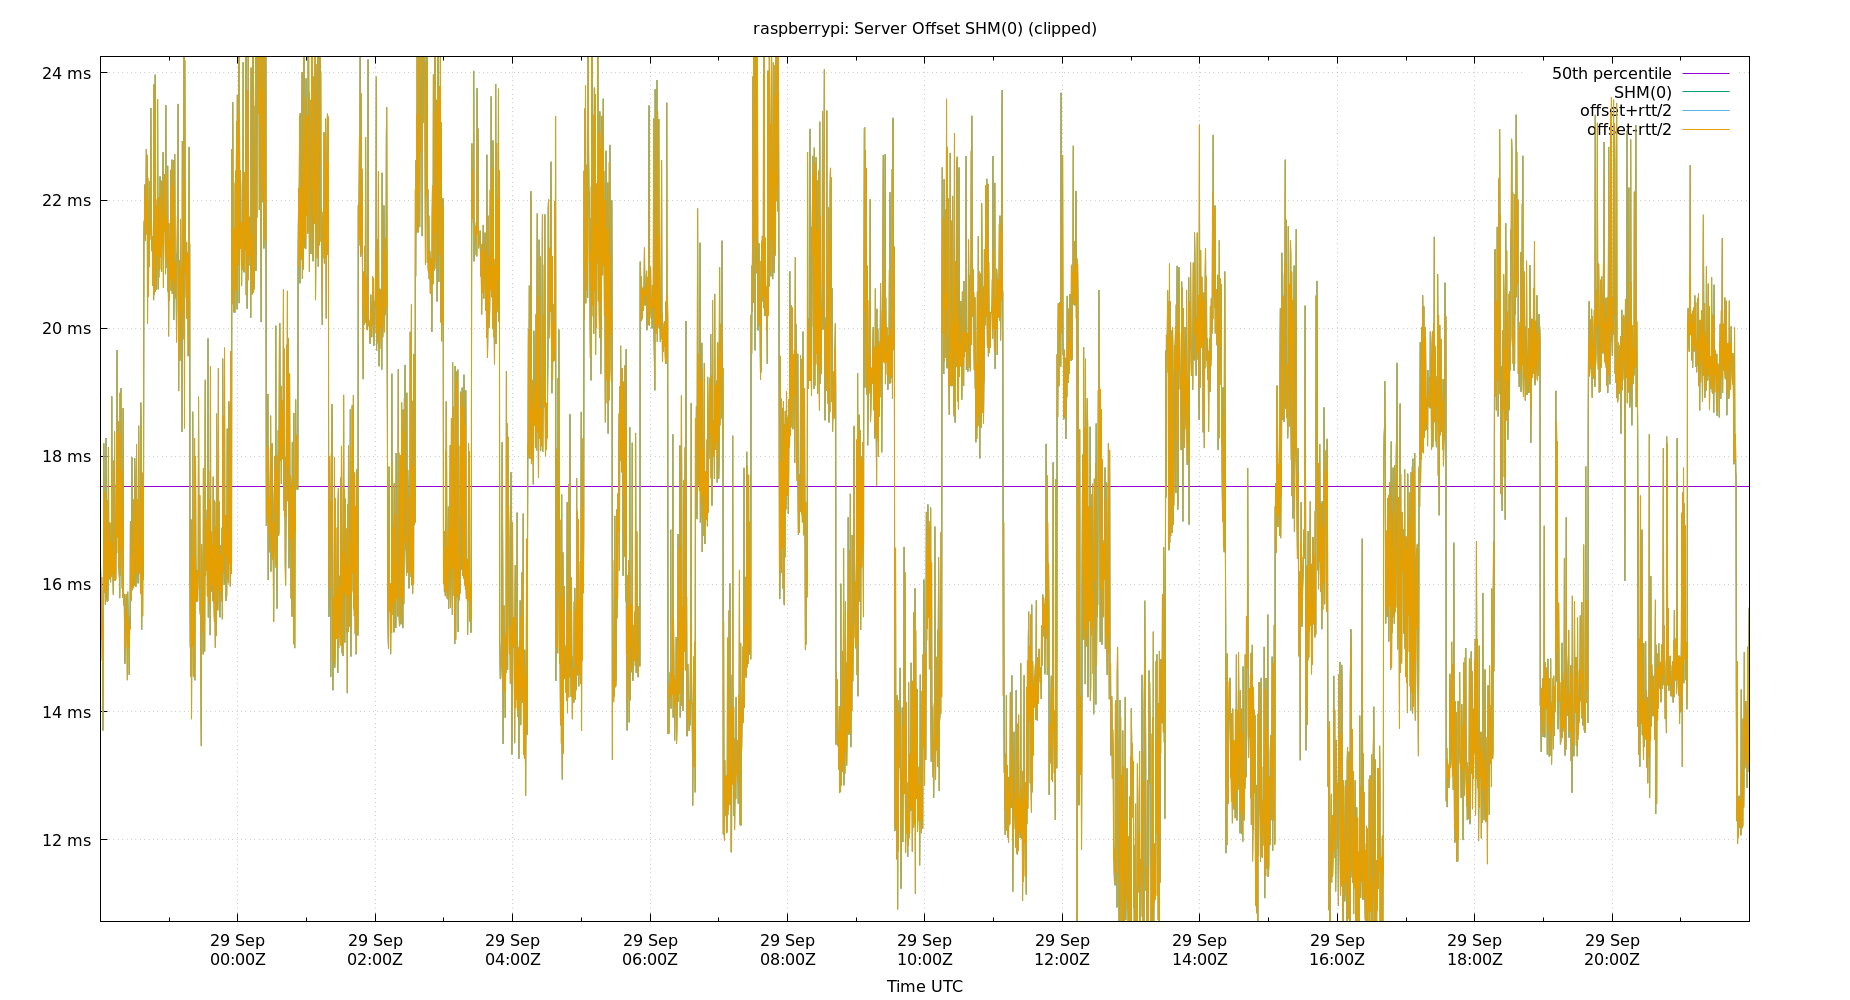 raspberrypi: Server Offset SHM(0) (clipped)
24 ms
22 ms
20 ms
18 ms
16 ms
14 ms
12 ms
50th percentile
SHM(0)
offset+rtt/2
offset-rtt/2
29 Sep 29 Sep 29 Sep 29 Sep 29 Sep 29 Sep 29 Sep 29 Sep 29 Sep 29 Sep 29 Sep
00:00Z 02:00Z 04:00Z 06:00Z 08:00Z 10:00Z 12:00Z 14:00Z 16:00Z 18:00Z 20:00Z
Time UTC